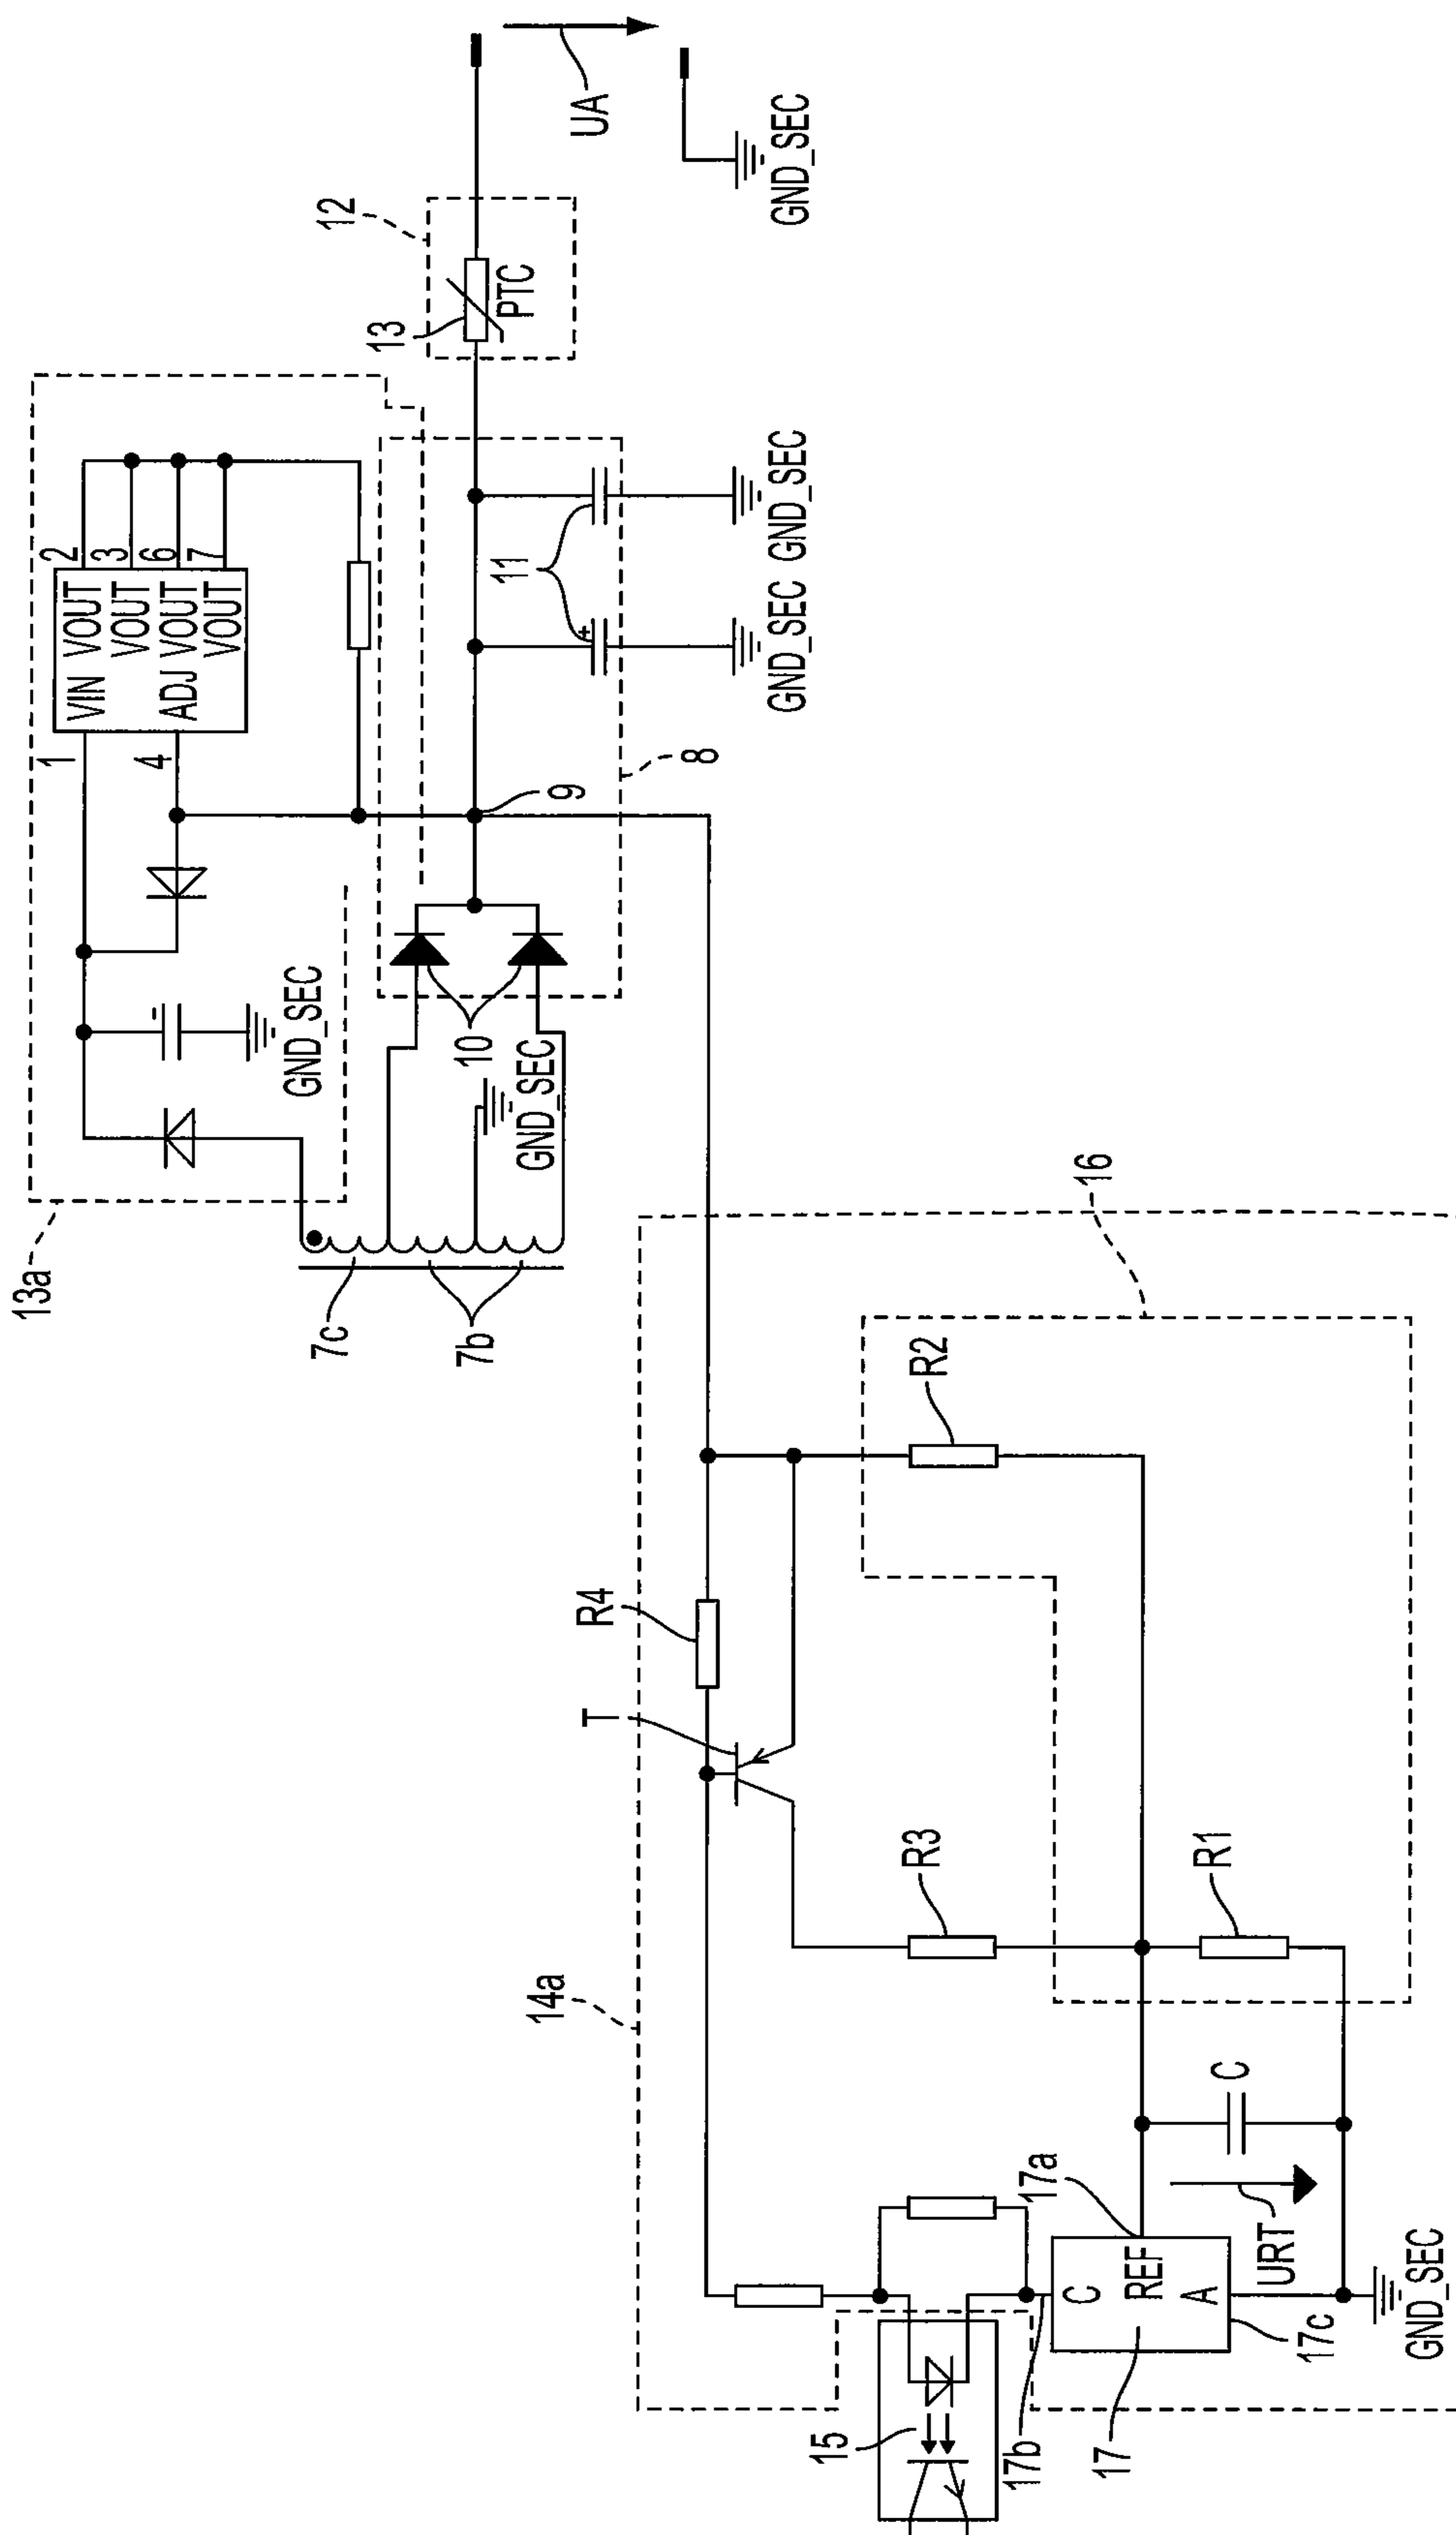 13a
1
VIN VOUT
2
VOUT
3
4
ADJ VOUT
6
VOUT
7
GND_SEC
7c
7b
10
GND_SEC
9
8
11
GND_SEC
GND_SEC
12
13
PTC
UA
GND_SEC
14a
T
R4
16
R2
R3
R1
15
17b
17
17c
C
REF
A
17a
URT
C
GND_SEC